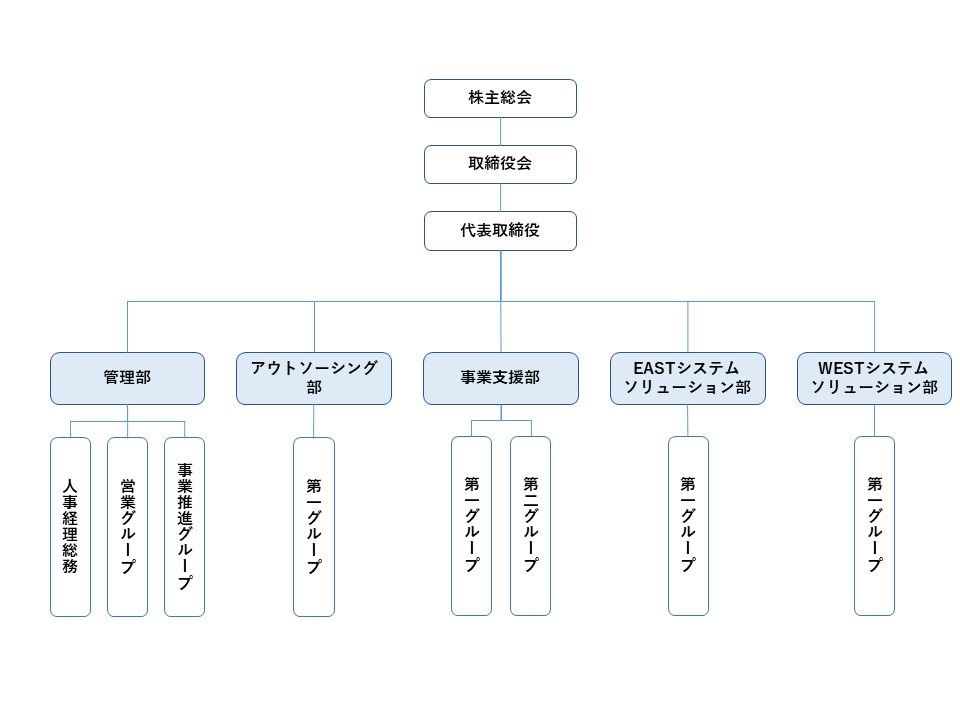 株主総会
取締役会
代表取締役
管理部
アウトソーシング
部
事業支援部
EASTシステム
ソリューション部
WESTシステム
ソリューション部
人事経理総務
営業グループ
事業推進グループ
第一グループ
第一グループ
第二グループ
第一グループ
第一グループ